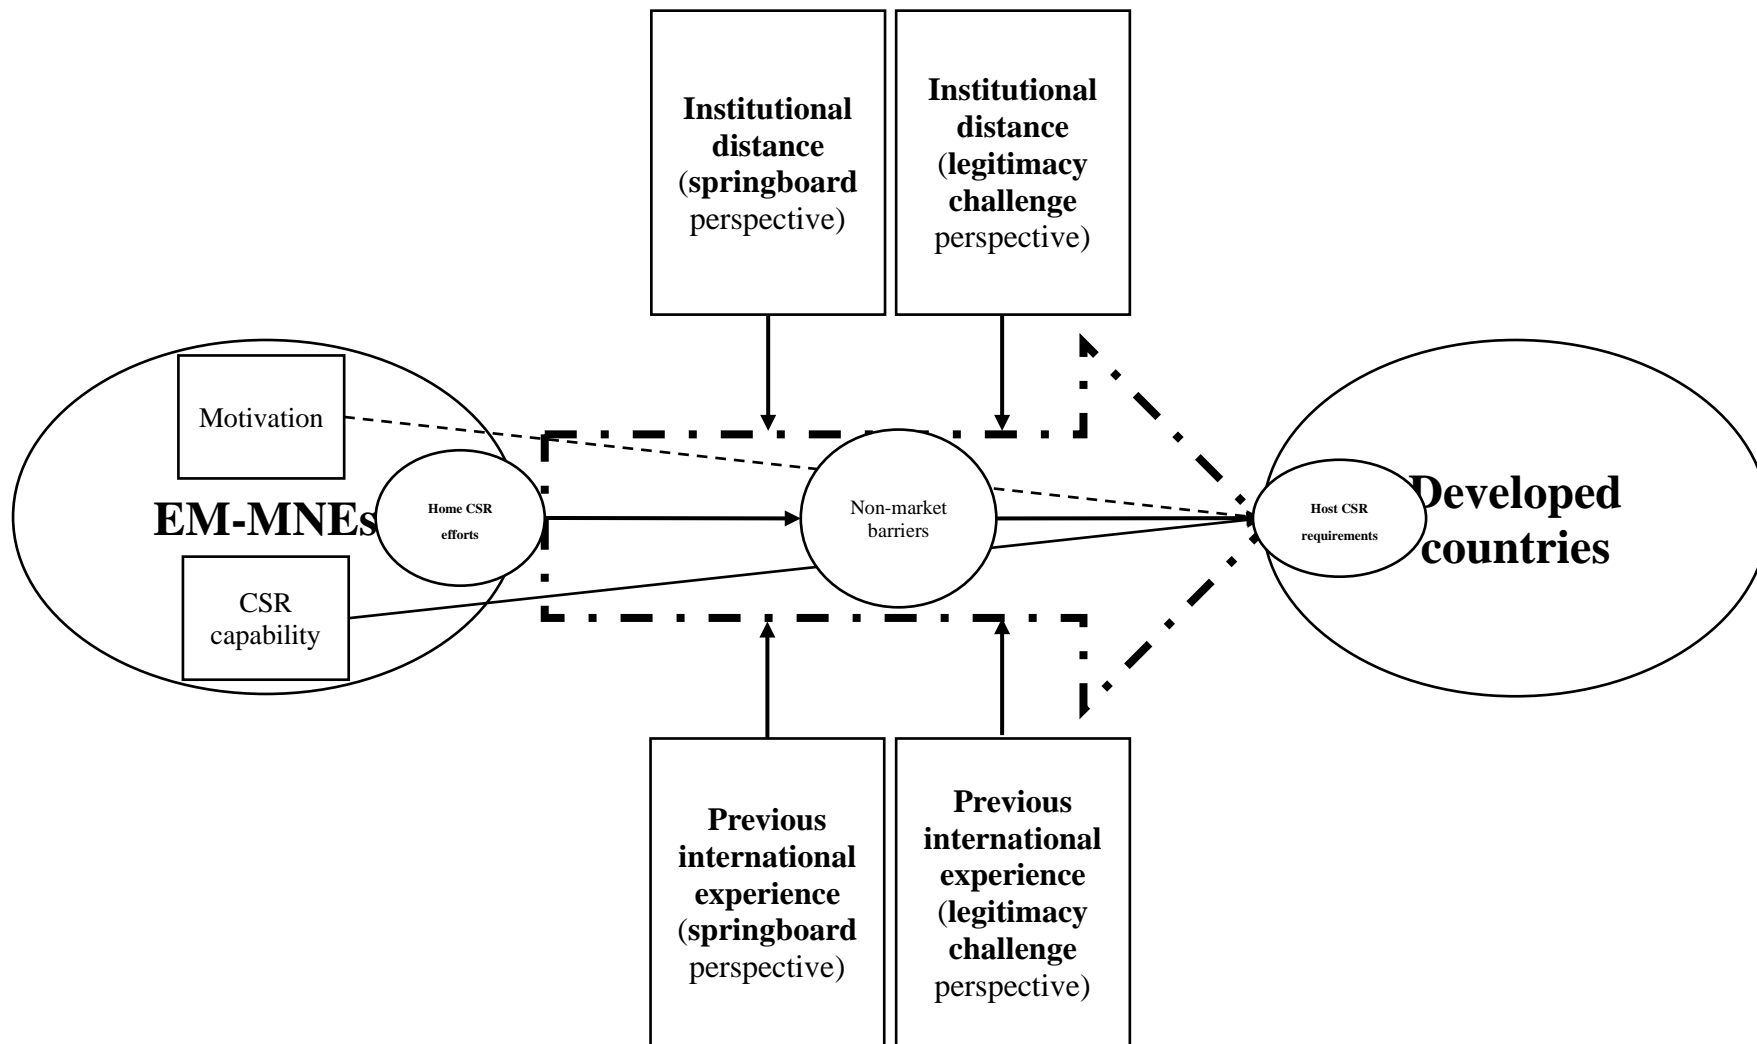 Institutional
distance
(springboard
perspective)
Institutional
distance
(legitimacy
challenge
perspective)
Motivation
EM-MNEs
CSR
capability
Home CSR
efforts
Non-market
barriers
Host CSR
requirements
Developed
countries
Previous
international
experience
(springboard
perspective)
Previous
international
experience
(legitimacy
challenge
perspective)